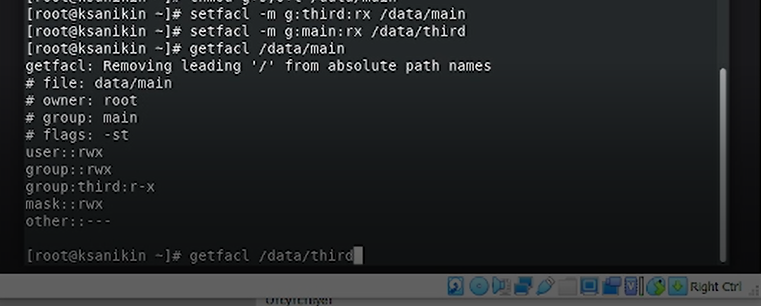 [root@ksanikin ~]# setfacl -m g:third:rx /data/main
[root@ksanikin ~]# setfacl -m g:main:rx /data/third
[root@ksanikin ~]# getfacl /data/main
getfacl: Removing leading '/' from absolute path names
# file: data/main
# owner: root
# group: main
# flags: -st
user::rwx
group::rwx
group:third:r-x
mask::rwx
other::---
[root@ksanikin ~]# getfacl /data/third
Right Ctrl